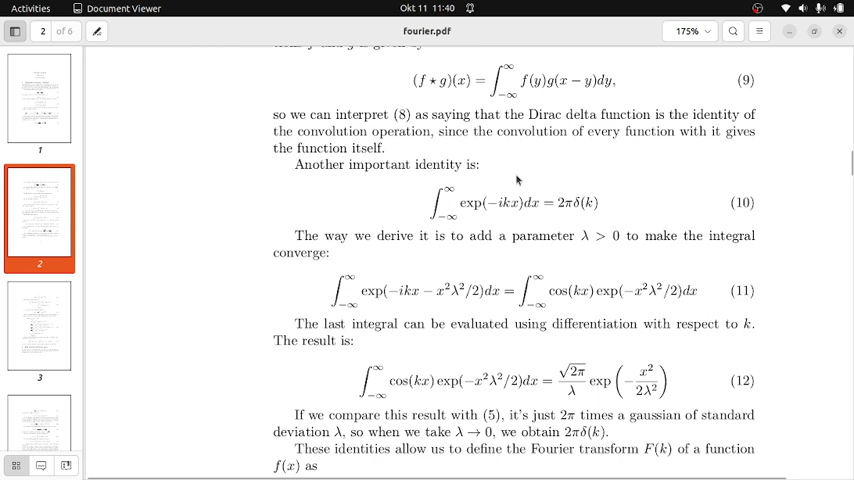 Activities
Document Viewer
Okt 11 11:40
2 of 6
fourier.pdf
175%
(f ⋆ g)(x) = ∫_{−∞}^{∞} f(y)g(x − y)dy, (9)
so we can interpret (8) as saying that the Dirac delta function is the identity of
the convolution operation, since the convolution of every function with it gives
the function itself.
Another important identity is:
∫_{−∞}^{∞} exp(−ikx)dx = 2πδ(k) (10)
The way we derive it is to add a parameter λ > 0 to make the integral
converge:
∫_{−∞}^{∞} exp(−ikx − x²λ²/2)dx = ∫_{−∞}^{∞} cos(kx) exp(−x²λ²/2)dx (11)
The last integral can be evaluated using differentiation with respect to k.
The result is:
∫_{−∞}^{∞} cos(kx) exp(−x²λ²/2)dx = √2π/λ exp(−x²/2λ²) (12)
If we compare this result with (5), it's just 2π times a gaussian of standard
deviation λ, so when we take λ → 0, we obtain 2πδ(k).
These identities allow us to define the Fourier transform F(k) of a function
f(x) as
1
2
3